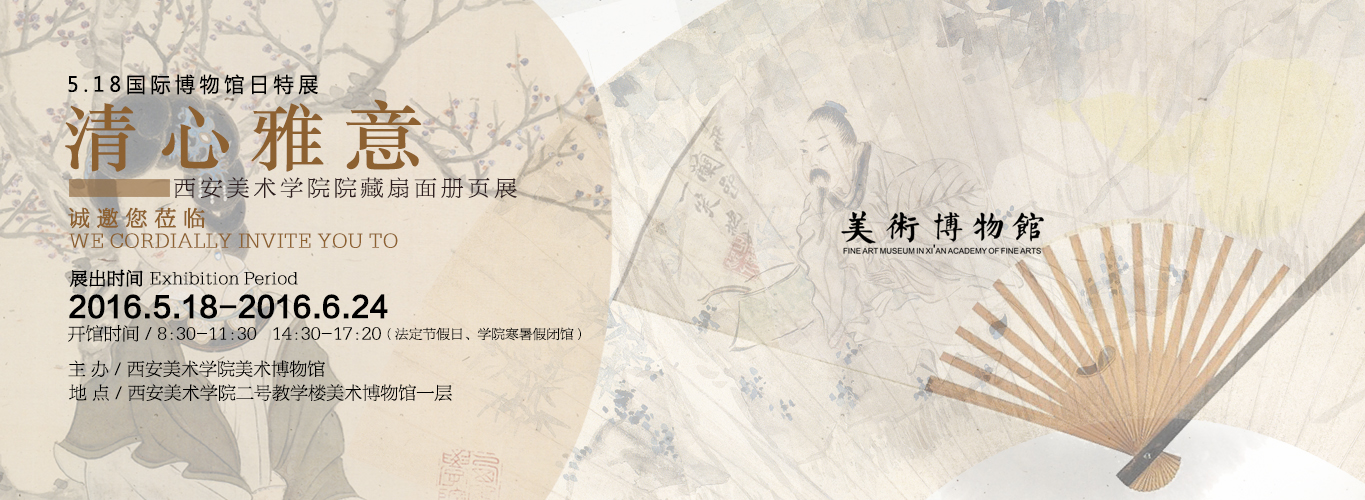 5.18国际博物馆日特展
清心雅意
西安美术学院院藏扇面册页展
诚邀您莅临
WE CORDIALLY INVITE YOU TO
展出时间 Exhibition Period
2016.5.18-2016.6.24
开馆时间 / 8:30-11:30 14:30-17:20 ( 法定节假日、学院寒暑假闭馆 )
主 办 / 西安美术学院美术博物馆
地 点 / 西安美术学院二号教学楼美术博物馆一层
美術博物館
FINE ART MUSEUM IN XI'AN ACADEMY OF FINE ARTS